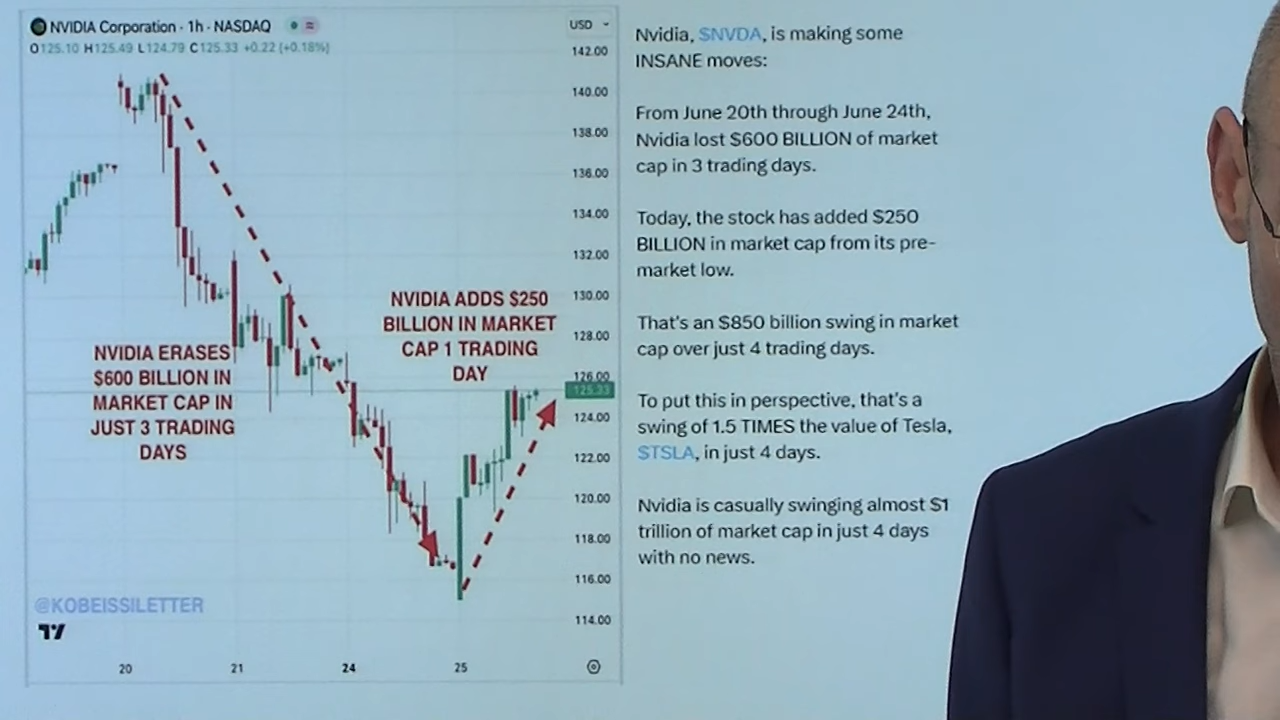 NVIDIA Corporation · 1h · NASDAQ
O125.10 H125.49 L124.79 C125.33 +0.22 (+0.18%)
USD
142.00
140.00
138.00
136.00
134.00
132.00
130.00
128.00
126.00
125.33
124.00
122.00
120.00
118.00
116.00
114.00
NVIDIA ERASES
$600 BILLION IN
MARKET CAP IN
JUST 3 TRADING
DAYS
NVIDIA ADDS $250
BILLION IN MARKET
CAP 1 TRADING
DAY
@KOBEISSILETTER
20
21
24
25
Nvidia, $NVDA, is making some
INSANE moves:
From June 20th through June 24th,
Nvidia lost $600 BILLION of market
cap in 3 trading days.
Today, the stock has added $250
BILLION in market cap from its pre-
market low.
That's an $850 billion swing in market
cap over just 4 trading days.
To put this in perspective, that's a
swing of 1.5 TIMES the value of Tesla,
$TSLA, in just 4 days.
Nvidia is casually swinging almost $1
trillion of market cap in just 4 days
with no news.